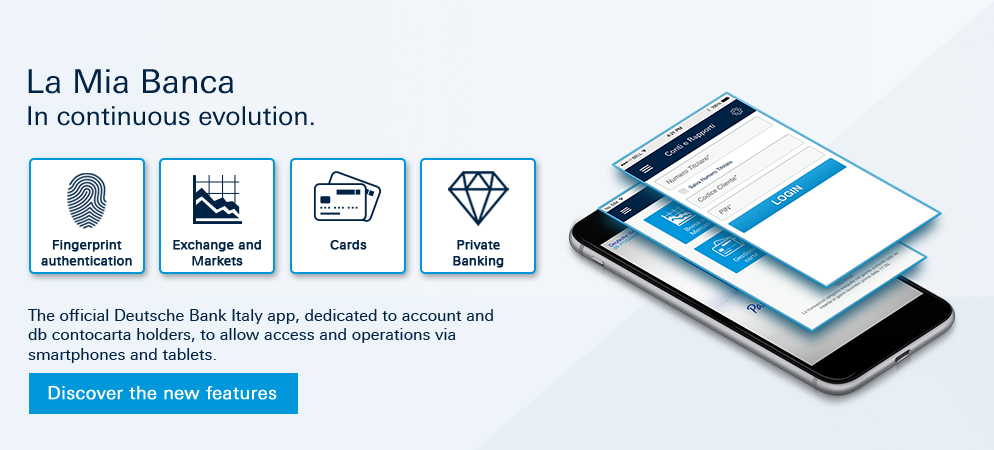 La Mia Banca
In continuous evolution.
Fingerprint
authentication
Exchange and
Markets
Cards
Private
Banking
The official Deutsche Bank Italy app, dedicated to account and
db contocarta holders, to allow access and operations via
smartphones and tablets.
Discover the new features
BELL 4:21 PM 100%
Conti e Rapporti
Numero Titolare*
Salva Numero Titolare
Codice Cliente*
PIN*
LOGIN